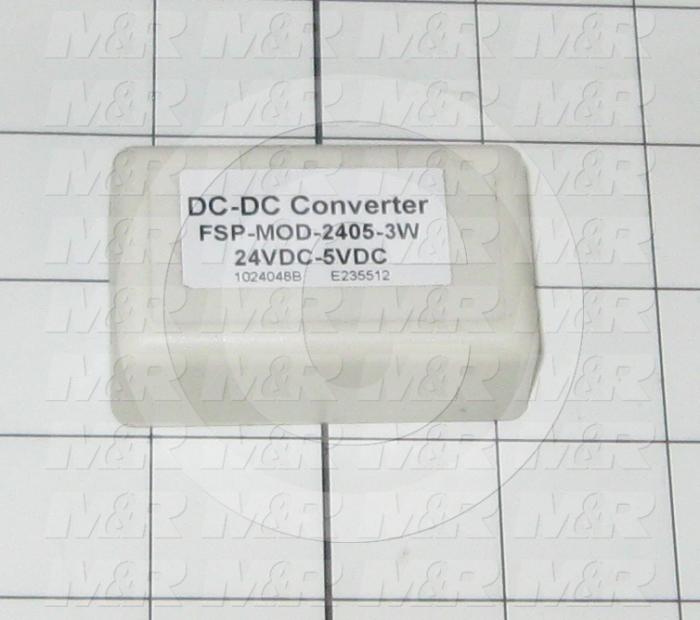 DC-DC Converter
FSP-MOD-2405-3W
24VDC-5VDC
1024048B E235512
M&R